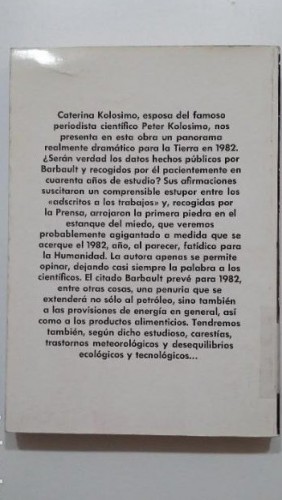 Caterina Kolosimo, esposa del famoso
periodista científico Peter Kolosimo, nos
presenta en esta obra un panorama
realmente dramático para la Tierra en 1982.
¿Serán verdad los datos hechos públicos por
Barbault y recogidos por él pacientemente en
cuarenta años de estudio? Sus afirmaciones
suscitaron un comprensible estupor entre los
«adscritos a los trabajos», recogidas por
la Prensa, arrojaron la primera piedra en el
estanque del miedo, que veremos
probablemente agigantado a medida que se
acerque el 1982, año, al parecer, fatídico para
la Humanidad. La autora apenas se permite
opinar, dejando casi siempre la palabra a los
científicos. El citado Barbault prevé para 1982,
entre otras cosas, una penuria que se
extenderá no sólo al petróleo, sino también
a las provisiones de energía en general, así
como a los productos alimenticios. Tendremos
también, según dicho estudioso, carestías,
trastornos meteorológicos y desequilibrios
ecológicos y tecnológicos...